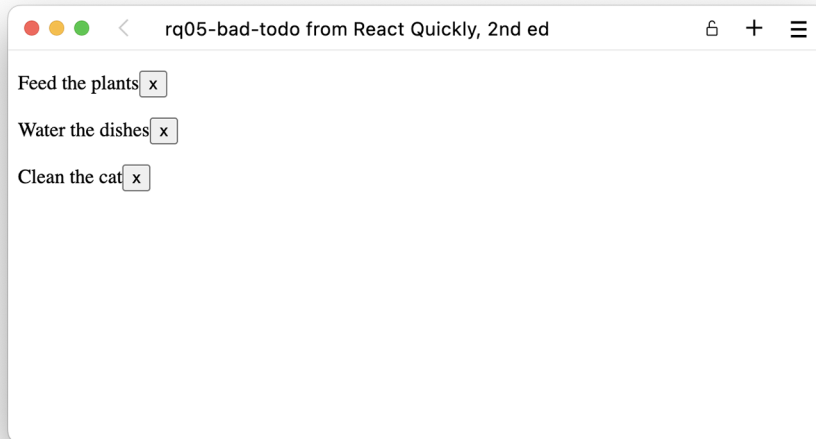 rq05-bad-todo from React Quickly, 2nd ed
Feed the plants x
Water the dishes x
Clean the cat x